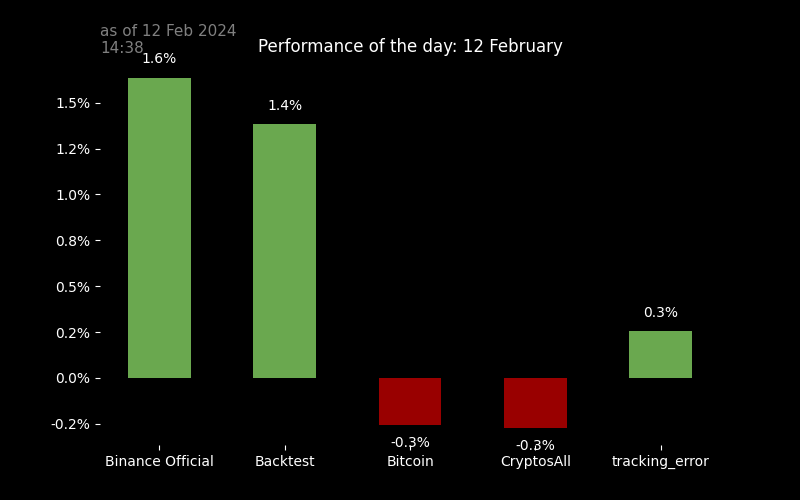 as of 12 Feb 2024
14:38
Performance of the day: 12 February
1.6%
1.4%
-0.3%
-0.3%
0.3%
1.5%
1.2%
1.0%
0.8%
0.5%
0.2%
0.0%
-0.2%
Binance Official
Backtest
Bitcoin
CryptosAll
tracking_error